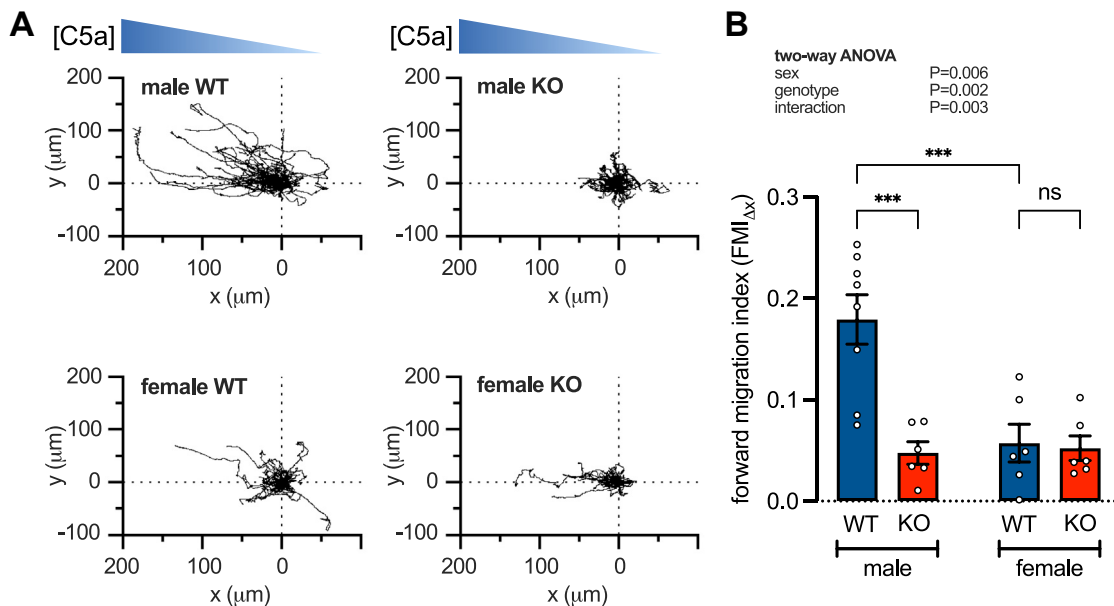 A
[C5a]
[C5a]
male WT
200
100
0
-100
y (μm)
200
100
0
x (μm)
male KO
200
100
0
-100
y (μm)
200
100
0
x (μm)
female WT
200
100
0
-100
y (μm)
200
100
0
x (μm)
female KO
200
100
0
-100
y (μm)
200
100
0
x (μm)
B
two-way ANOVA
sex P=0.006
genotype P=0.002
interaction P=0.003
***
***
ns
0.3
0.2
0.1
0.0
forward migration index (FMIΔx)
WT KO WT KO
male female